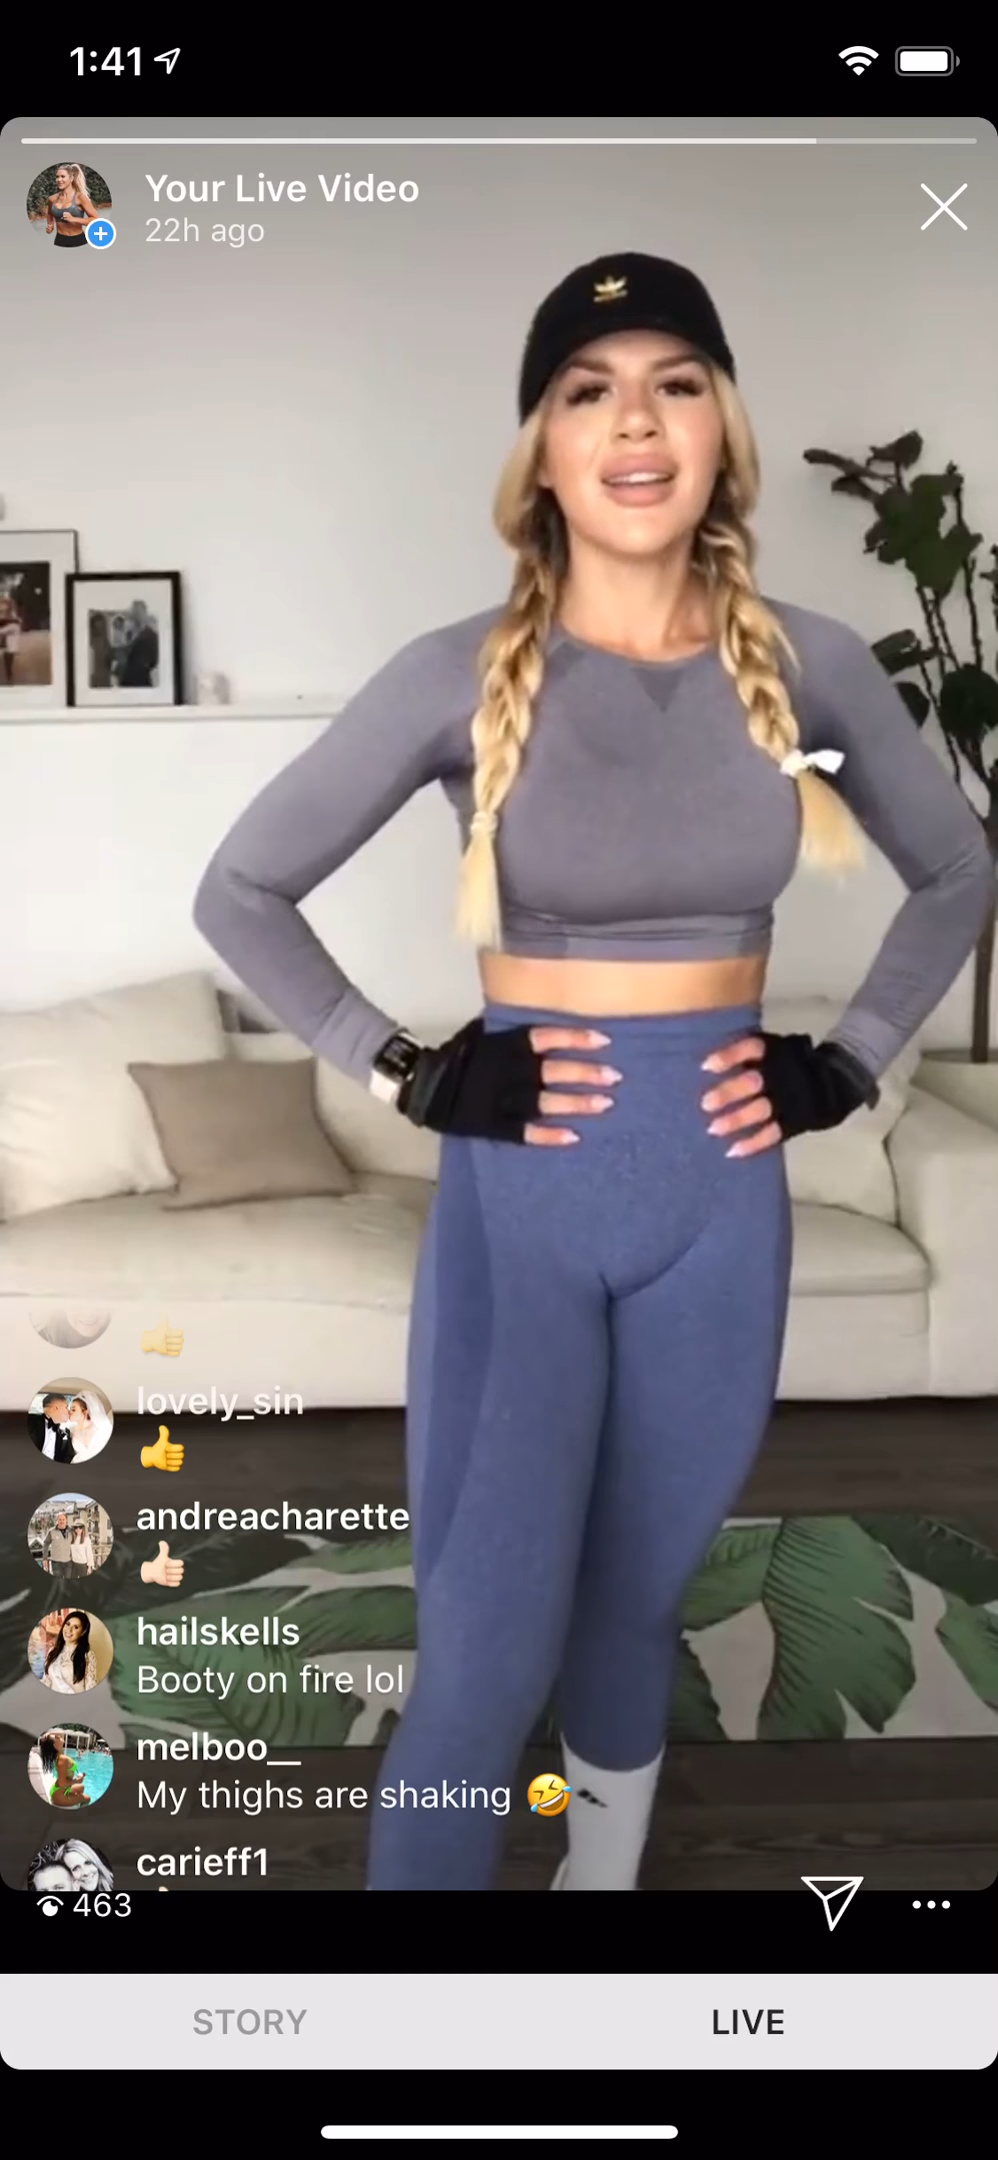 1:41
Your Live Video
22h ago
👍
lovely_sin
👍
andreacharette
👍🏻
hailskells
Booty on fire lol
melboo__
My thighs are shaking 🤣
carieff1
463
STORY
LIVE